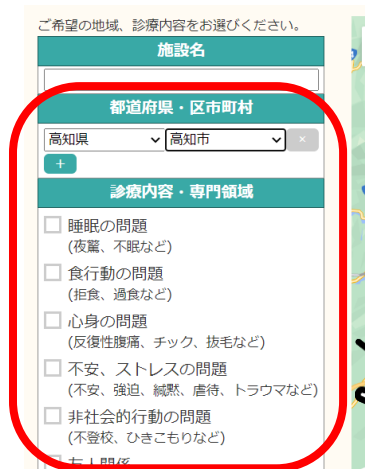 ご希望の地域、診療内容をお選びください。
施設名
都道府県・区市町村
高知県 高知市 ×
+
診療内容・専門領域
睡眠の問題
(夜驚、不眠など)
食行動の問題
(拒食、過食など)
心身の問題
(反復性腹痛、チック、抜毛など)
不安、ストレスの問題
(不安、強迫、緘黙、虐待、トラウマなど)
非社会的行動の問題
(不登校、ひきこもりなど)
友人関係